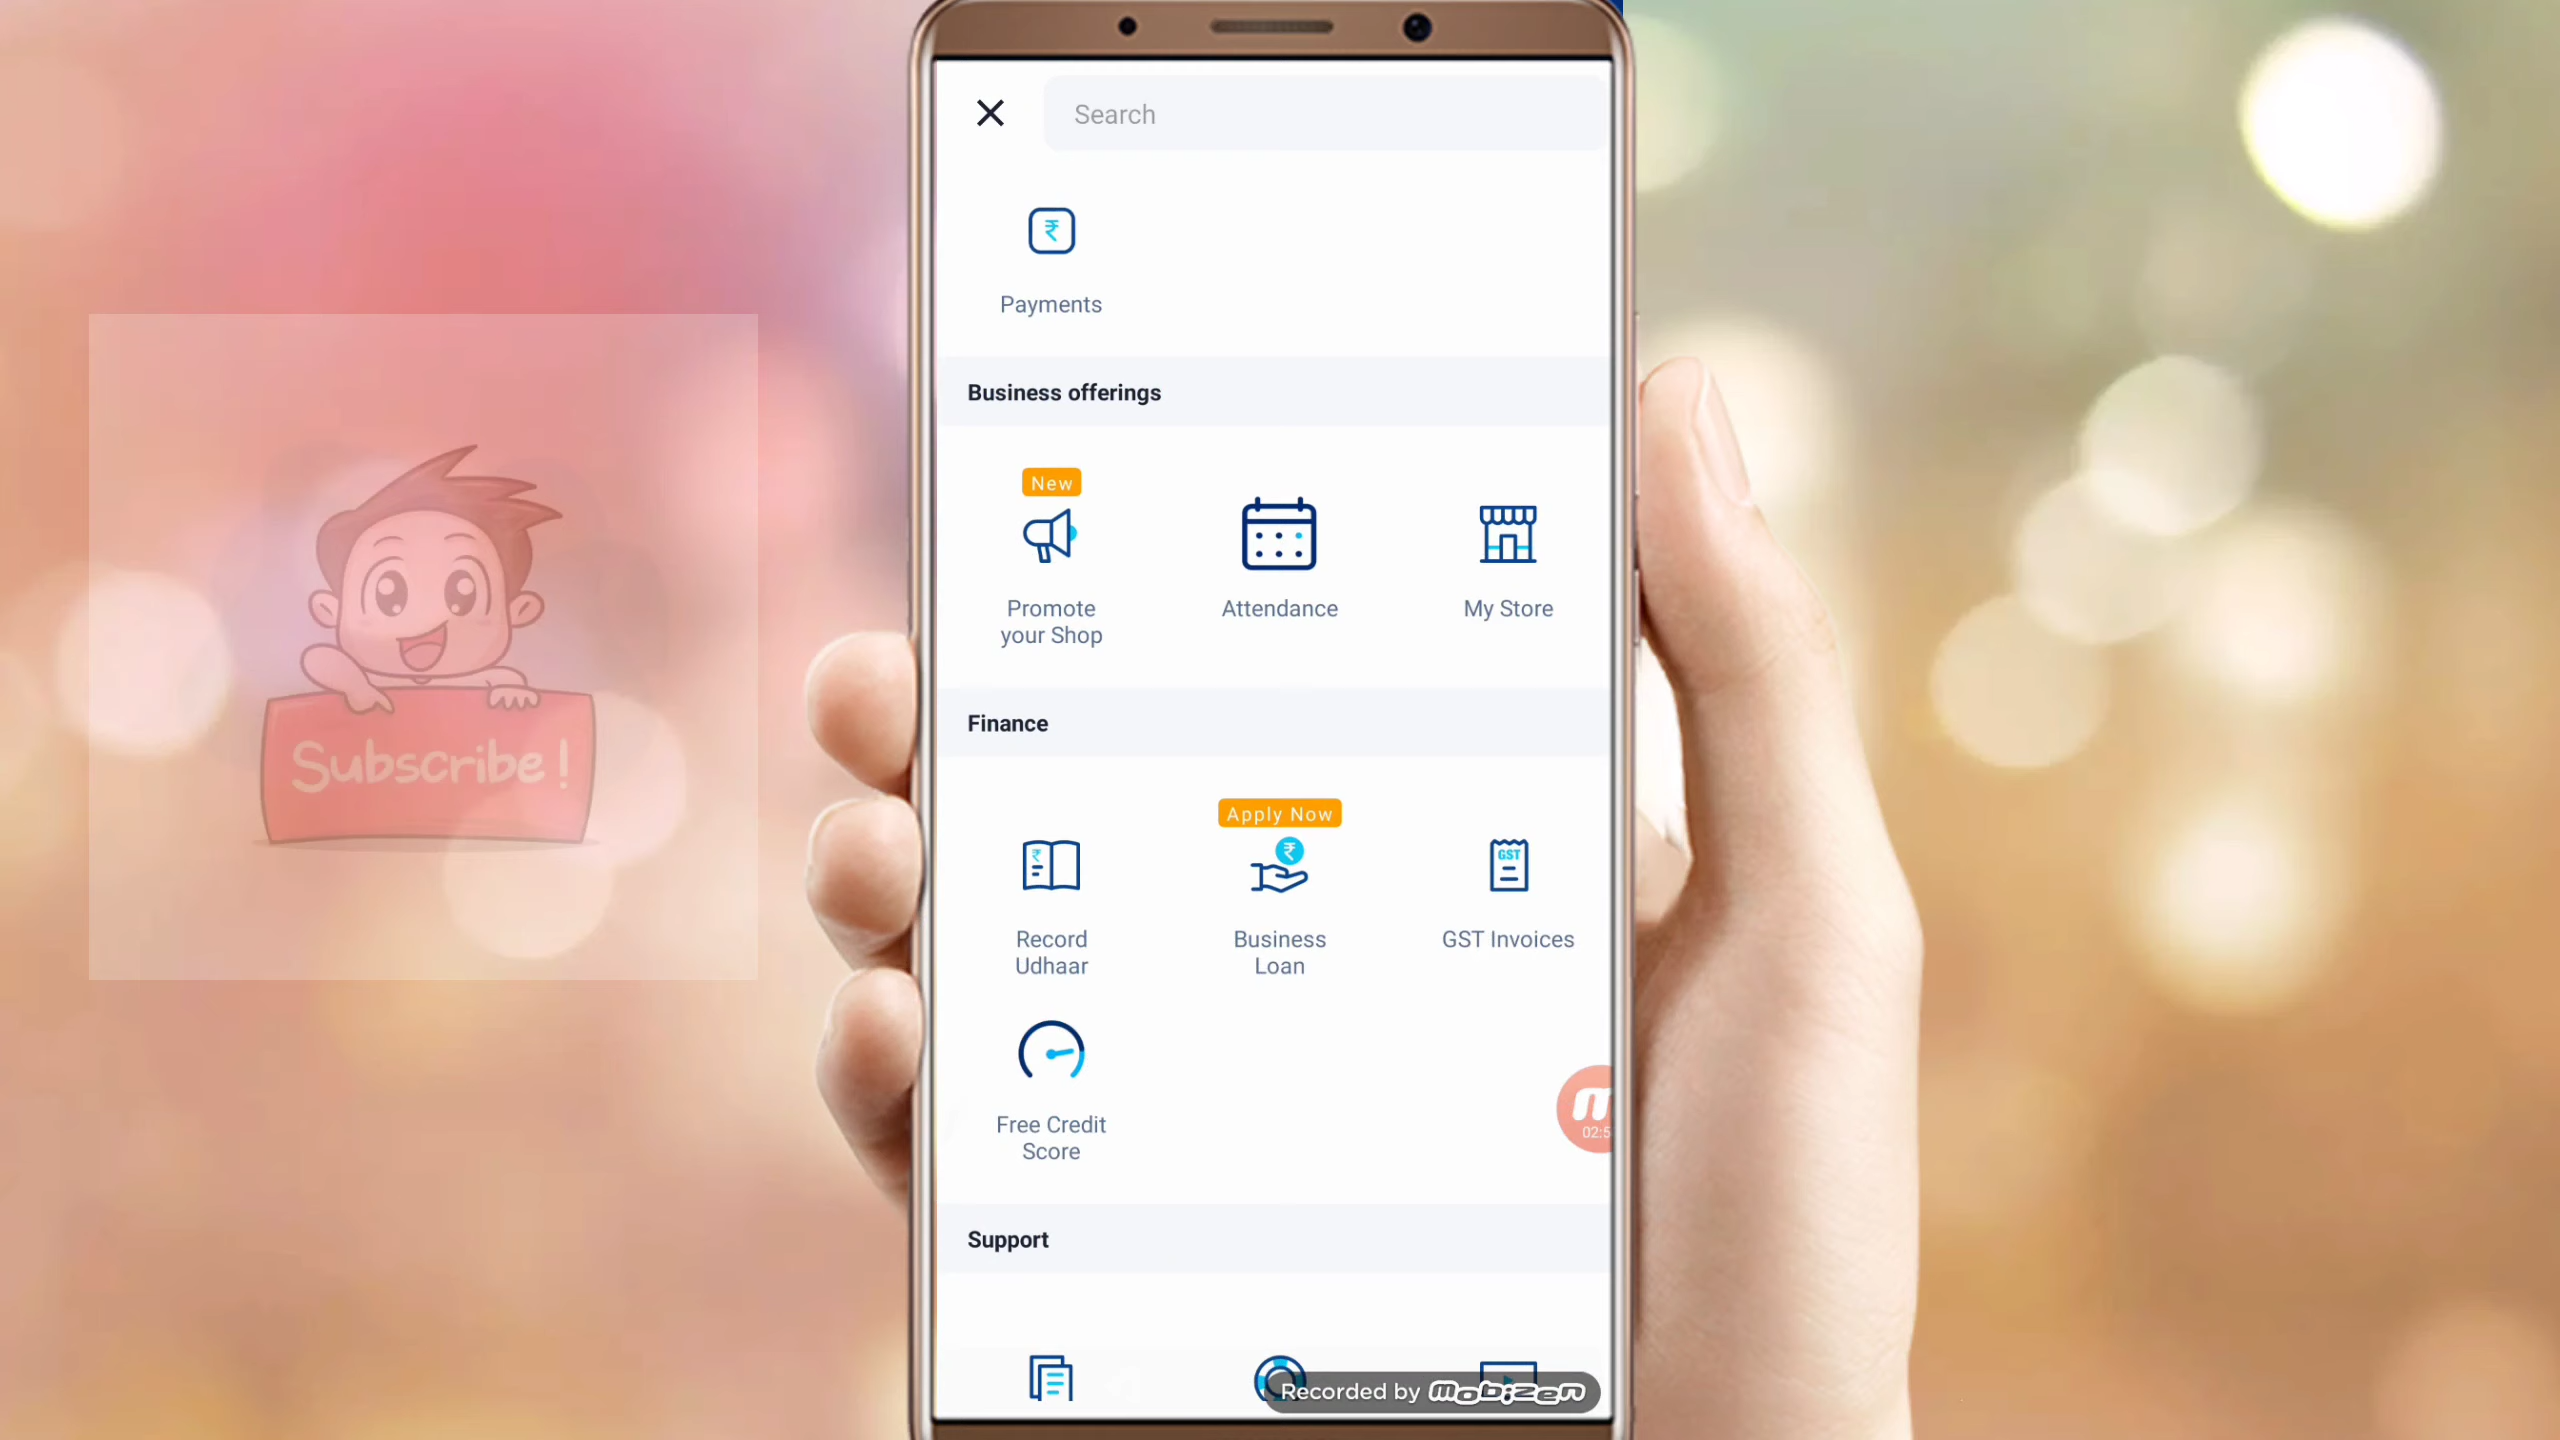 Search
Payments
Business offerings
New
Promote
your Shop
Attendance
My Store
Finance
Apply Now
GST
Record
Udhaar
Business
Loan
GST Invoices
Free Credit
Score
Support
Subscribe!
Recorded by mobizen